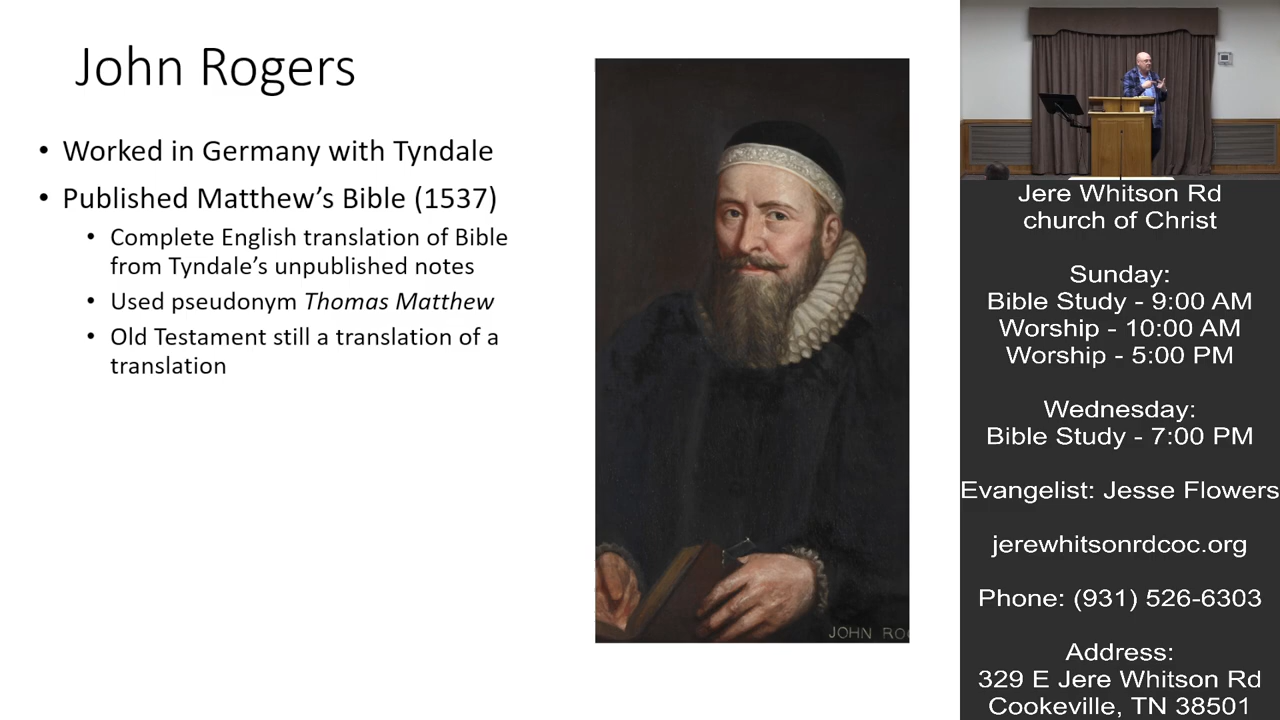 John Rogers
• Worked in Germany with Tyndale
• Published Matthew's Bible (1537)
• Complete English translation of Bible
from Tyndale's unpublished notes
• Used pseudonym Thomas Matthew
• Old Testament still a translation of a
translation
JOHN RO
Jere Whitson Rd
church of Christ
Sunday:
Bible Study - 9:00 AM
Worship - 10:00 AM
Worship - 5:00 PM
Wednesday:
Bible Study - 7:00 PM
Evangelist: Jesse Flowers
jerewhitsonrdcoc.org
Phone: (931) 526-6303
Address:
329 E Jere Whitson Rd
Cookeville, TN 38501